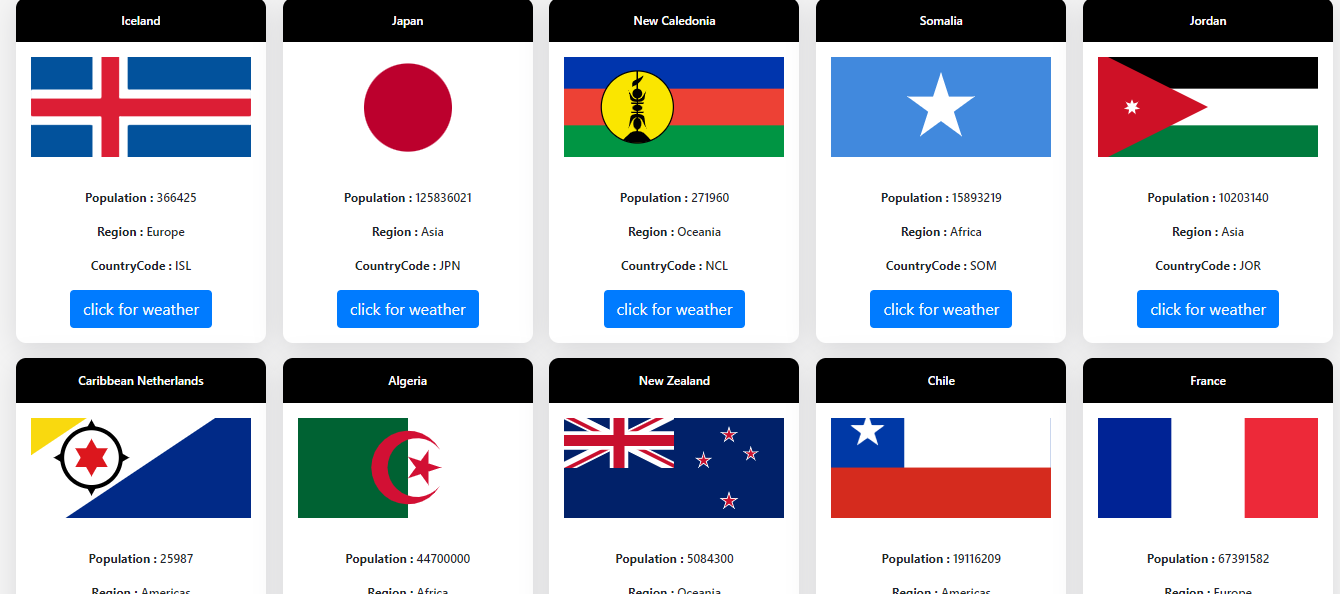 Iceland
Japan
New Caledonia
Somalia
Jordan
Population : 366425
Population : 125836021
Population : 271960
Population : 15893219
Population : 10203140
Region : Europe
Region : Asia
Region : Oceania
Region : Africa
Region : Asia
CountryCode : ISL
CountryCode : JPN
CountryCode : NCL
CountryCode : SOM
CountryCode : JOR
click for weather
click for weather
click for weather
click for weather
click for weather
Caribbean Netherlands
Algeria
New Zealand
Chile
France
Population : 25987
Population : 44700000
Population : 5084300
Population : 19116209
Population : 67391582
Region : Americas
Region : Africa
Region : Oceania
Region : Americas
Region : Europe